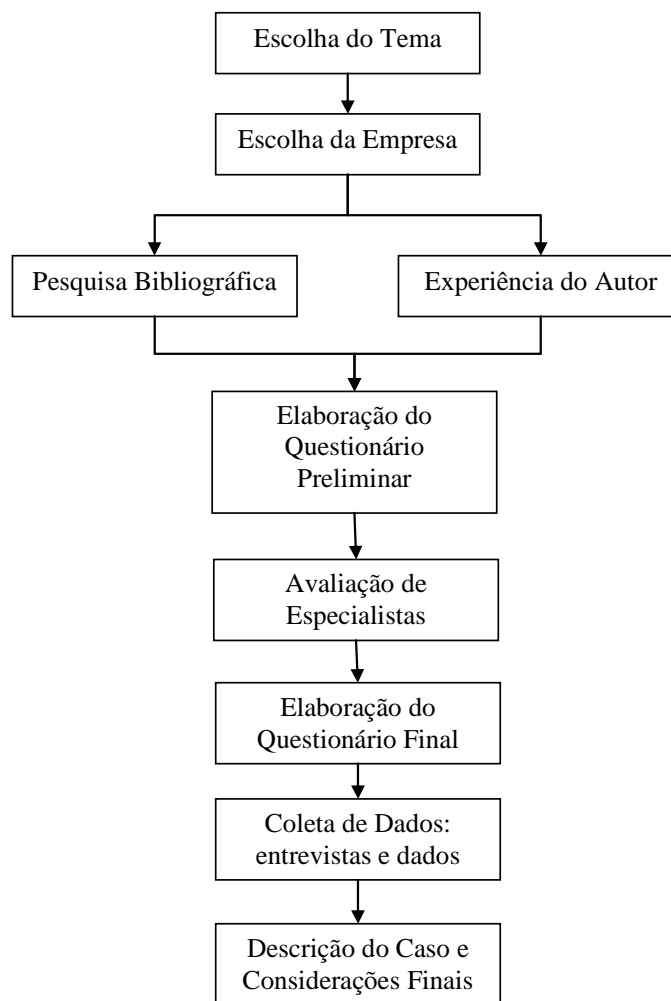 Escolha do Tema
Escolha da Empresa
Pesquisa Bibliográfica
Experiência do Autor
Elaboração do
Questionário
Preliminar
Avaliação de
Especialistas
Elaboração do
Questionário Final
Coleta de Dados:
entrevistas e dados
Descrição do Caso e
Considerações Finais